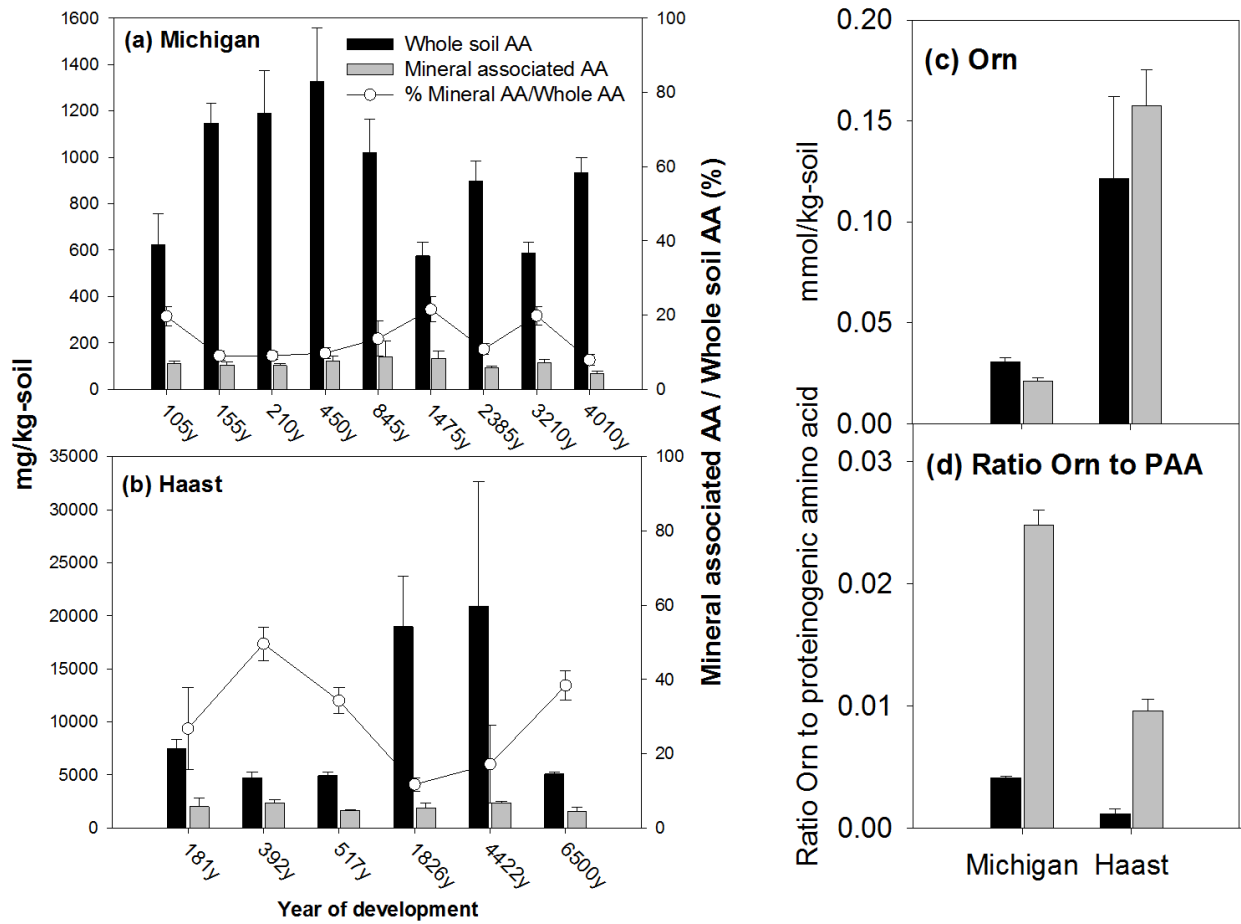 (a) Michigan
Whole soil AA
Mineral associated AA
% Mineral AA/Whole AA
1600
1400
1200
1000
800
600
400
200
0
100
80
60
40
20
0
105y
155y
210y
450y
845y
1475y
2385y
3210y
4010y
mg/kg-soil
Mineral associated AA / Whole soil AA (%)
(b) Haast
35000
30000
25000
20000
15000
10000
5000
0
100
80
60
40
20
0
181y
392y
517y
1826y
4422y
6500y
Year of development
(c) Orn
0.20
0.15
0.10
0.05
0.00
mmol/kg-soil
(d) Ratio Orn to PAA
0.03
0.02
0.01
0.00
Ratio Orn to proteinogenic amino acid
Michigan Haast